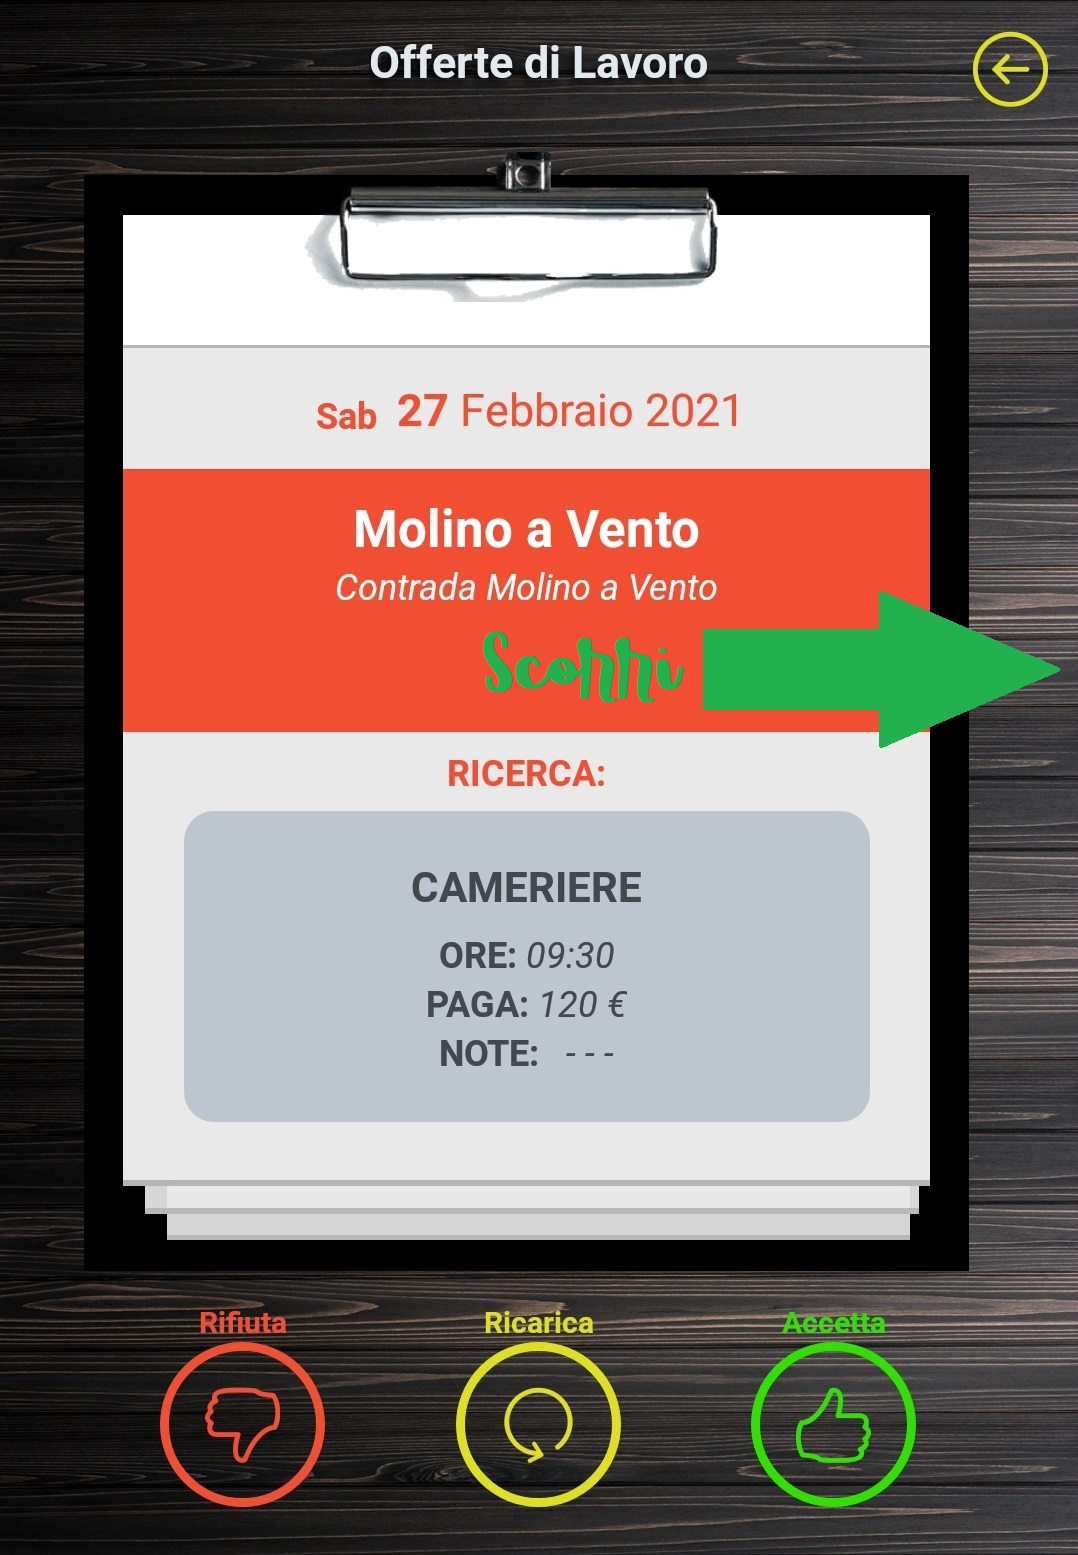 Offerte di Lavoro
Sab 27 Febbraio 2021
Molino a Vento
Contrada Molino a Vento
Scorri
RICERCA:
CAMERIERE
ORE: 09:30
PAGA: 120 €
NOTE: - - -
Rifiuta
Ricarica
Accetta